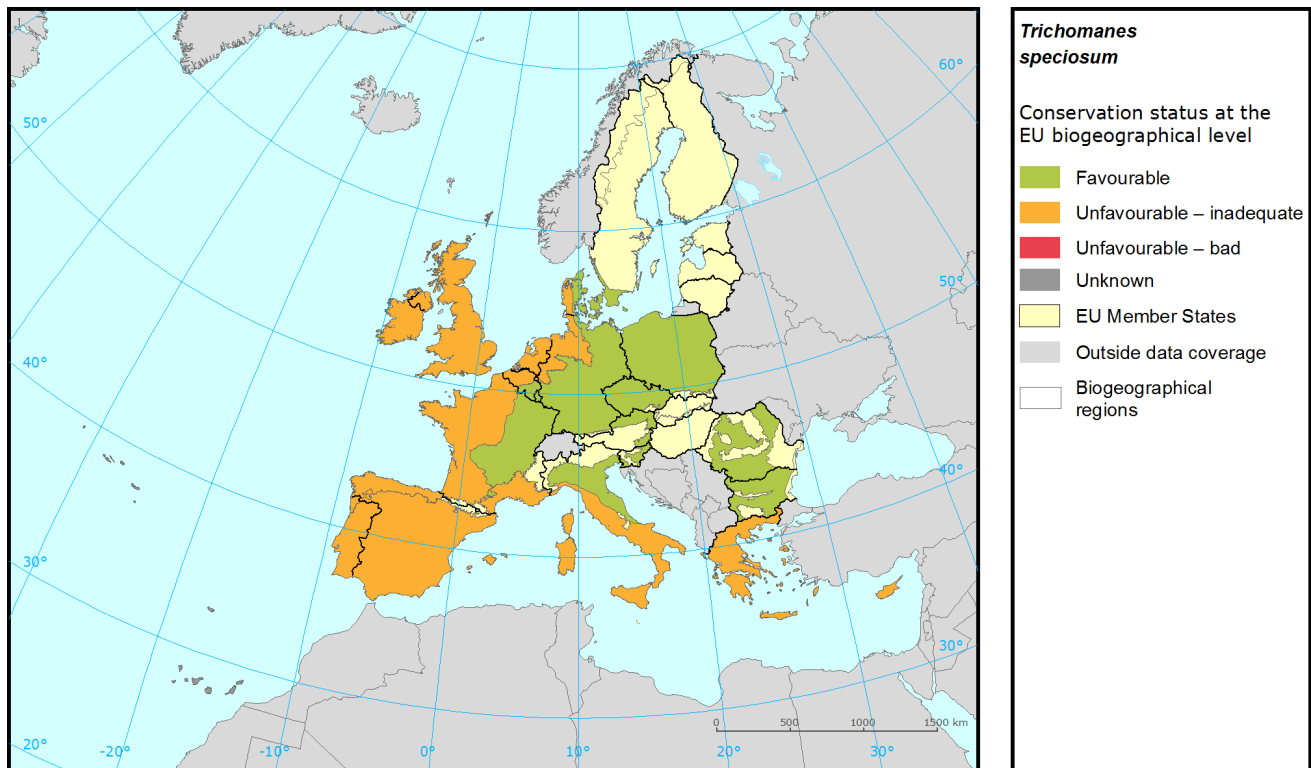 Trichomanes
speciosum
Conservation status at the
EU biogeographical level
Favourable
Unfavourable – inadequate
Unfavourable – bad
Unknown
EU Member States
Outside data coverage
Biogeographical
regions
60°
50°
50°
40°
40°
30°
30°
20°
-20°
-10°
0°
10°
20°
30°
0 500 1000 1500 km